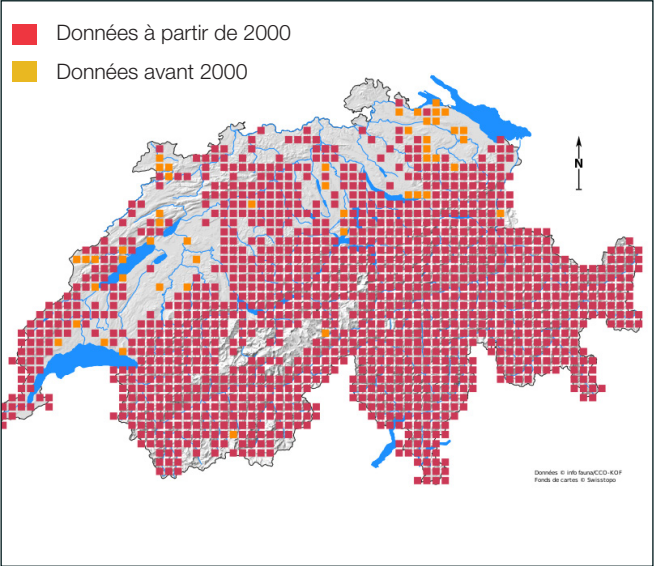 Données à partir de 2000
Données avant 2000
N
Données © info fauna/CCO-KOF
Fonds de cartes © Swisstopo